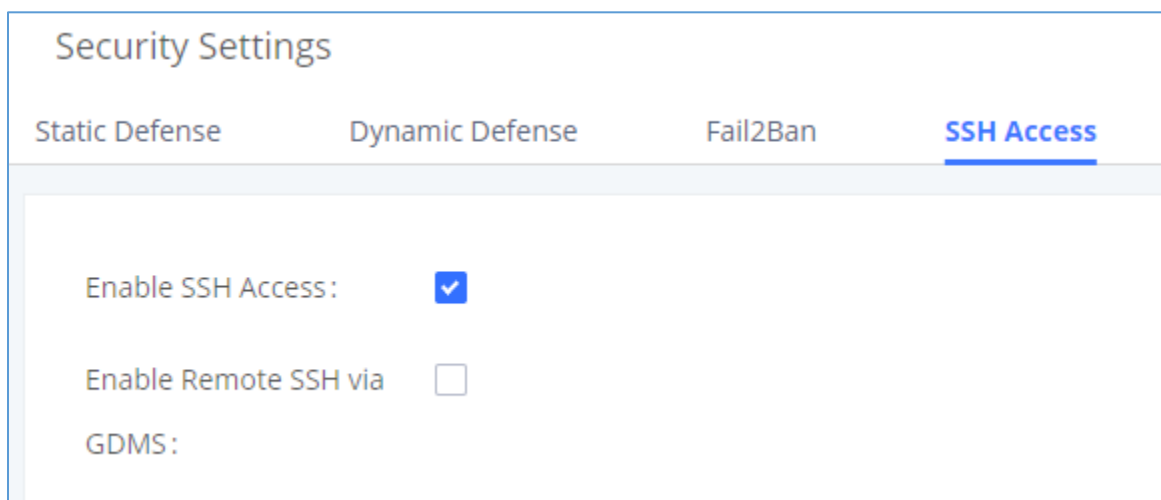 Security Settings
Static Defense Dynamic Defense Fail2Ban SSH Access
Enable SSH Access:
Enable Remote SSH via
GDMS: